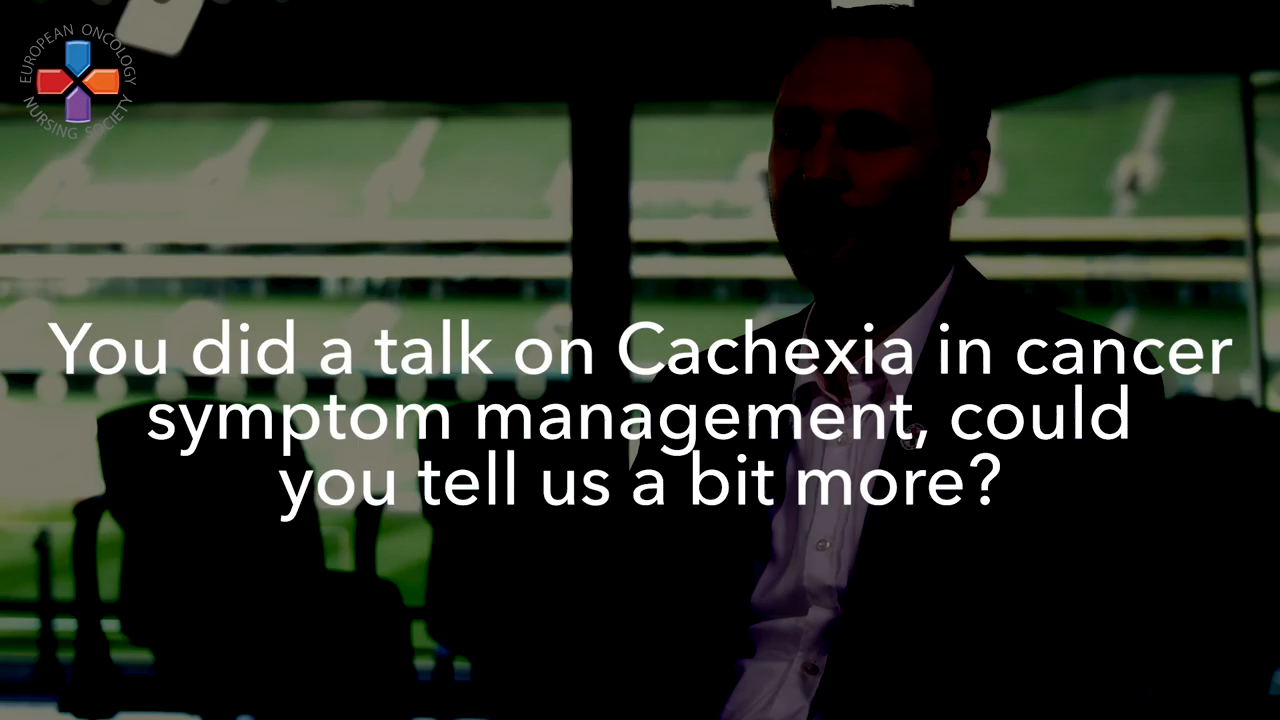 EUROPEAN ONCOLOGY
NURSING SOCIETY
You did a talk on Cachexia in cancer
symptom management, could
you tell us a bit more?